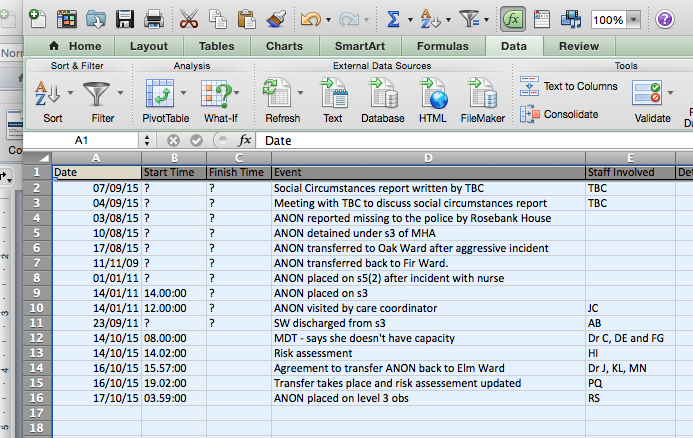 100%
Norm
Home Layout Tables Charts SmartArt Formulas Data Review
Sort & Filter Analysis External Data Sources Tools
Text to Columns
Consolidate
Sort Filter PivotTable What-If Refresh Text Database HTML FileMaker Validate
Co A1 fx Date
A B C D E
1 Date Start Time Finish Time Event Staff Involved Det
2 07/09/15 ? ? Social Circumstances report written by TBC TBC
3 04/09/15 ? ? Meeting with TBC to discuss social circumstances report TBC
4 03/08/15 ? ? ANON reported missing to the police by Rosebank House
5 10/08/15 ? ? ANON detained under s3 of MHA
6 17/08/15 ? ? ANON transferred to Oak Ward after aggressive incident
7 11/11/09 ? ? ANON transferred back to Fir Ward.
8 01/01/11 ? ? ANON placed on s5(2) after incident with nurse
9 14/01/11 14.00:00 ? ANON placed on s3
10 14/01/11 12.00:00 ? ANON visited by care coordinator JC
11 23/09/11 ? ? SW discharged from s3 AB
12 14/10/15 08.00:00 MDT - says she doesn't have capacity Dr C, DE and FG
13 14/10/15 14.02:00 Risk assessment HI
14 16/10/15 15.57:00 Agreement to transfer ANON back to Elm Ward Dr J, KL, MN
15 16/10/15 19.02:00 Transfer takes place and risk assessement updated PQ
16 17/10/15 03.59:00 ANON placed on level 3 obs RS
17
18